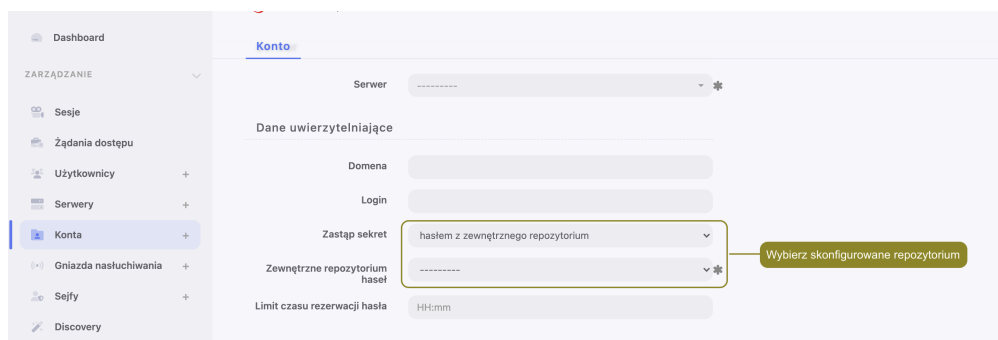 Dashboard
Konto
ZARZĄDZANIE
Serwer
---------
Sesje
Dane uwierzytelniające
Żądania dostępu
Domena
Użytkownicy +
Login
Serwery +
Zastąp sekret
hasłem z zewnętrznego repozytorium
Konta +
Wybierz skonfigurowane repozytorium
Gniazda nasłuchiwania +
Zewnętrzne repozytorium
haseł
---------
Sejfy +
Limit czasu rezerwacji hasła
HH:mm
Discovery